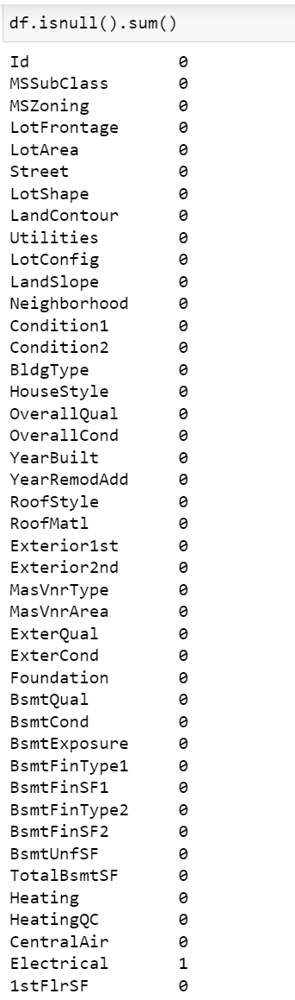 df.isnull().sum()
Id 0
MSSubClass 0
MSZoning 0
LotFrontage 0
LotArea 0
Street 0
LotShape 0
LandContour 0
Utilities 0
LotConfig 0
LandSlope 0
Neighborhood 0
Condition1 0
Condition2 0
BldgType 0
HouseStyle 0
OverallQual 0
OverallCond 0
YearBuilt 0
YearRemodAdd 0
RoofStyle 0
RoofMatl 0
Exterior1st 0
Exterior2nd 0
MasVnrType 0
MasVnrArea 0
ExterQual 0
ExterCond 0
Foundation 0
BsmtQual 0
BsmtCond 0
BsmtExposure 0
BsmtFinType1 0
BsmtFinSF1 0
BsmtFinType2 0
BsmtFinSF2 0
BsmtUnfSF 0
TotalBsmtSF 0
Heating 0
HeatingQC 0
CentralAir 0
Electrical 1
1stFlrSF 0